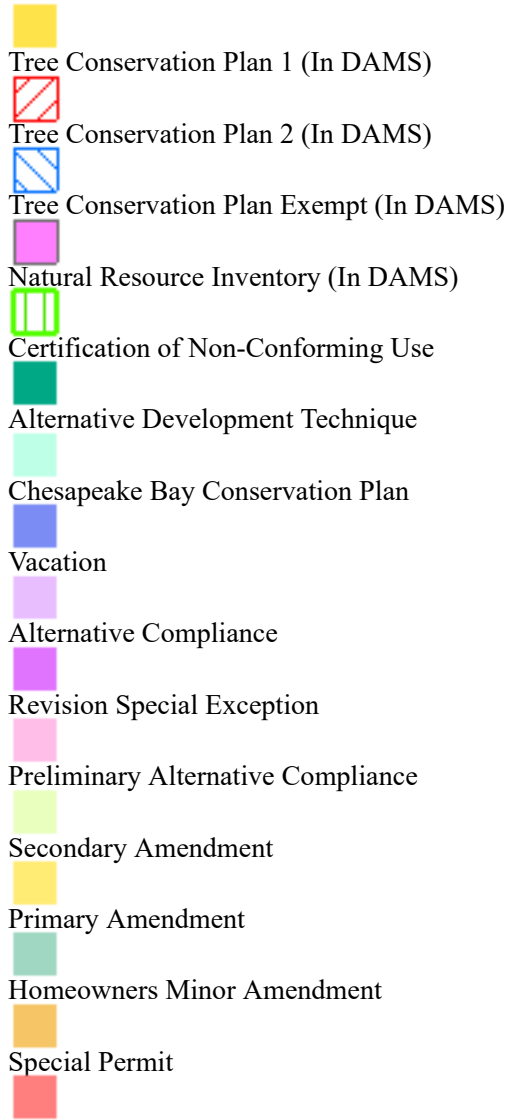 Tree Conservation Plan 1 (In DAMS)
Tree Conservation Plan 2 (In DAMS)
Tree Conservation Plan Exempt (In DAMS)
Natural Resource Inventory (In DAMS)
Certification of Non-Conforming Use
Alternative Development Technique
Chesapeake Bay Conservation Plan
Vacation
Alternative Compliance
Revision Special Exception
Preliminary Alternative Compliance
Secondary Amendment
Primary Amendment
Homeowners Minor Amendment
Special Permit